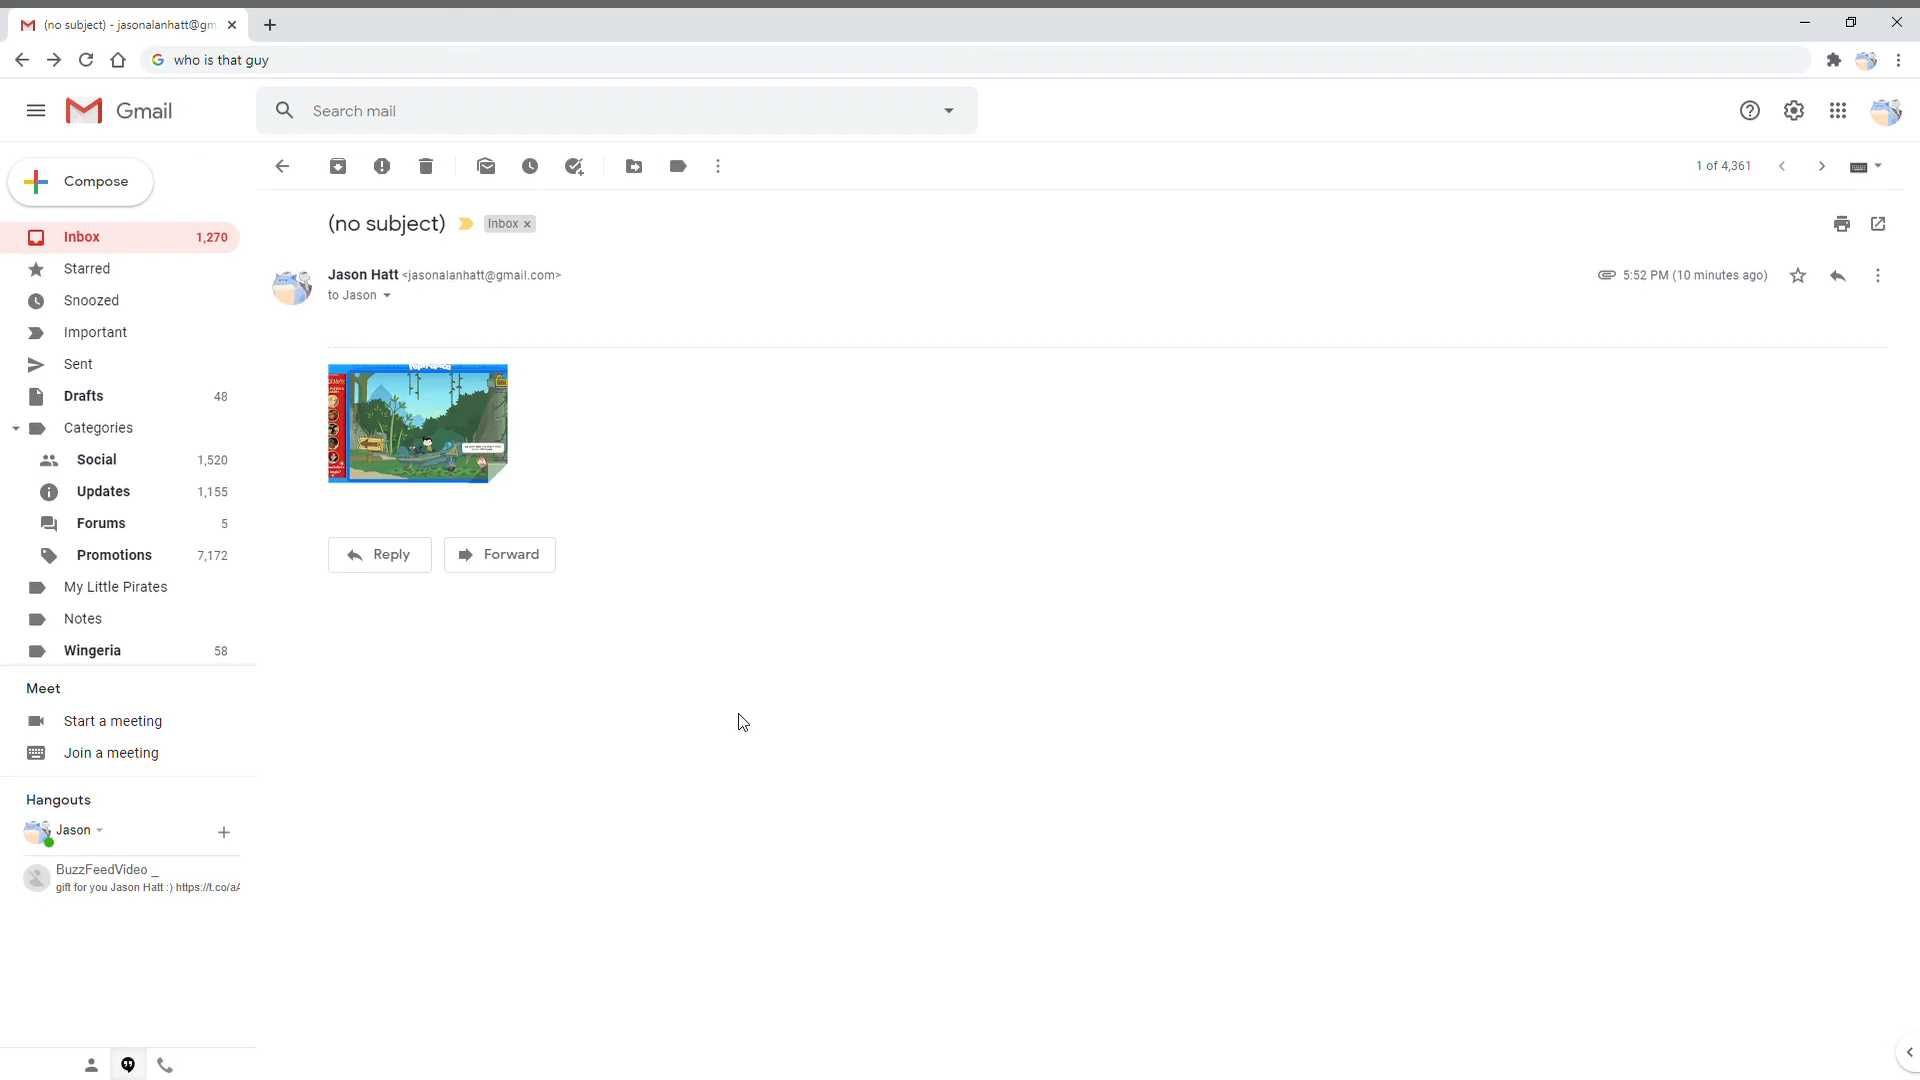 (no subject) - jasonalanhatt@gm
who is that guy
Gmail
Search mail
Compose
1 of 4,361
(no subject)
Inbox
Inbox 1,270
Starred
Snoozed
Important
Sent
Drafts 48
Categories
Social 1,520
Updates 1,155
Forums 5
Promotions 7,172
My Little Pirates
Notes
Wingeria 58
Jason Hatt <jasonalanhatt@gmail.com>
5:52 PM (10 minutes ago)
to Jason
Reply
Forward
Meet
Start a meeting
Join a meeting
Hangouts
Jason
BuzzFeedVideo _
gift for you Jason Hatt :) https://t.co/aA